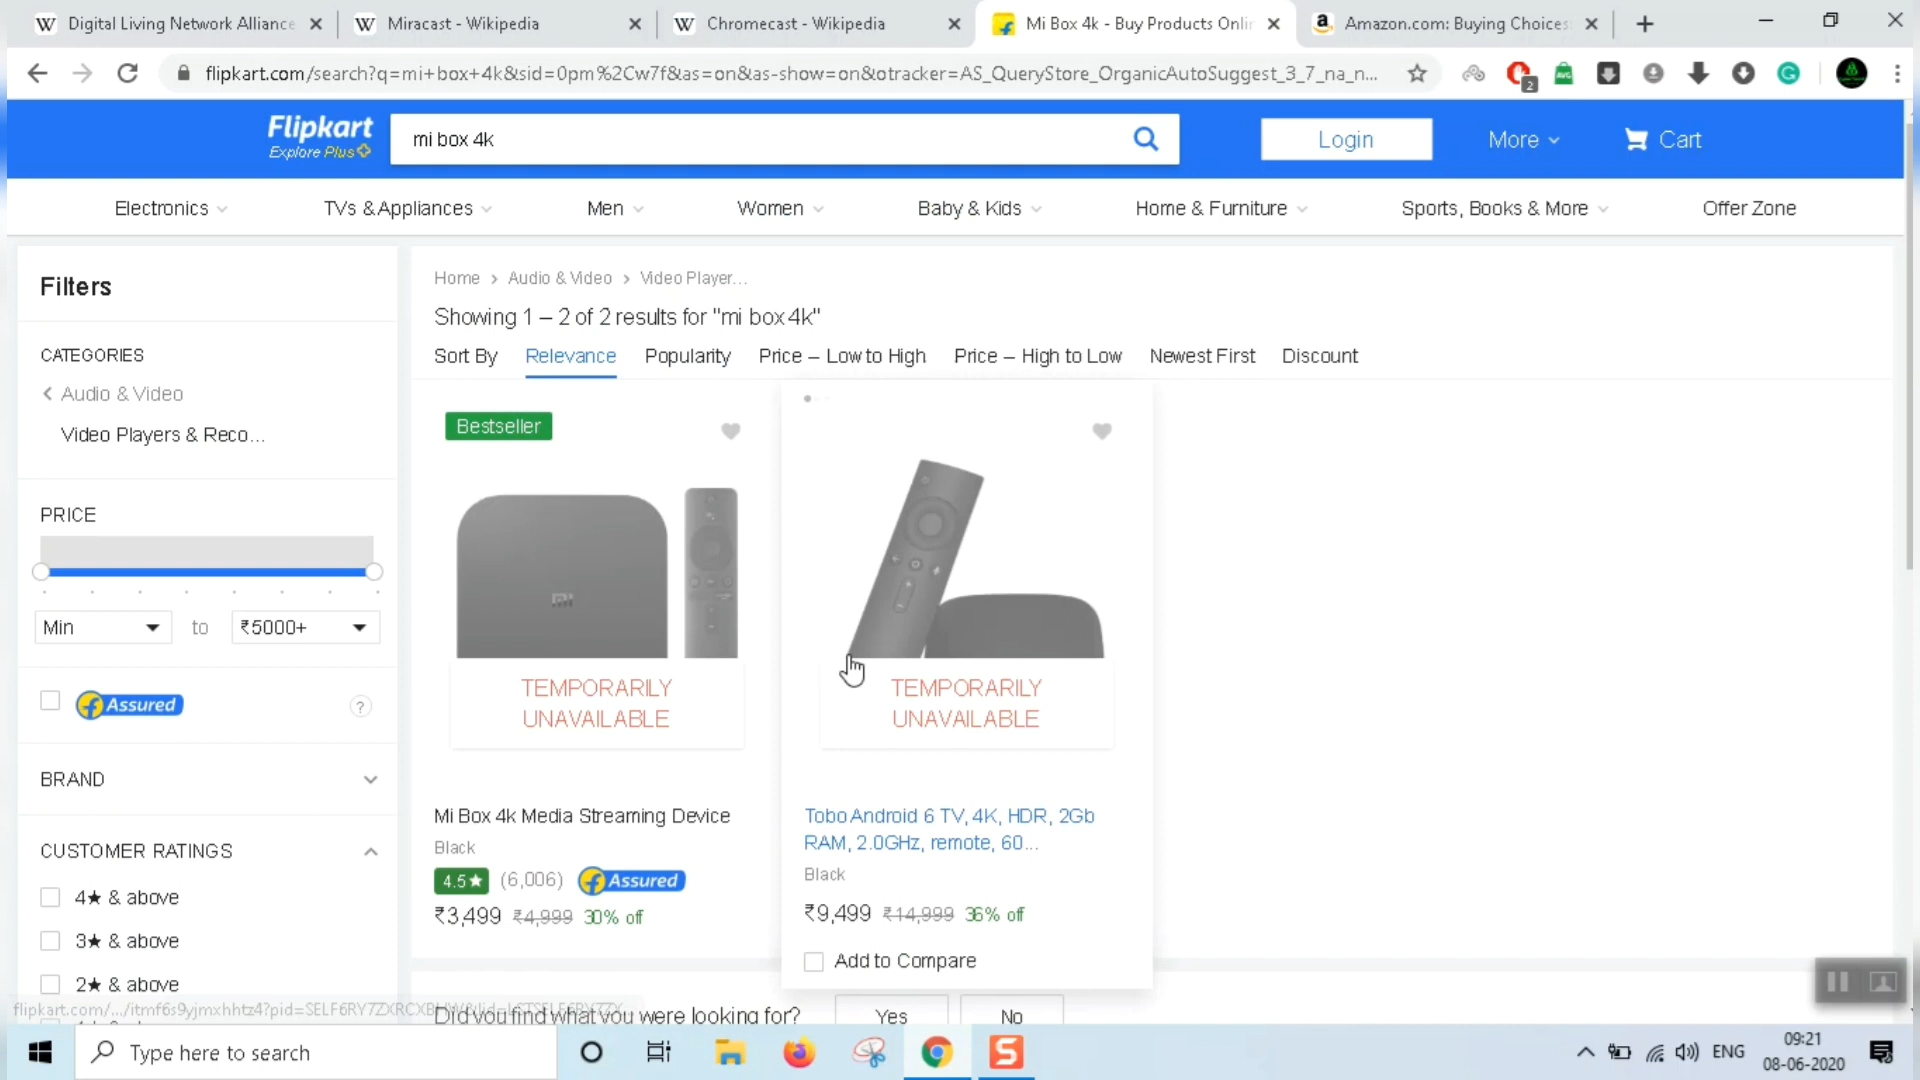 Digital Living Network Alliance
Miracast - Wikipedia
Chromecast - Wikipedia
Mi Box 4k - Buy Products Onlin
Amazon.com: Buying Choices:
flipkart.com/search?q=mi+box+4k&sid=0pm%2Cw7f&as=on&as-show=on&otracker=AS_QueryStore_OrganicAutoSuggest_3_7_na_n...
2
Flipkart
Explore Plus
mi box 4k
Login
More
Cart
Electronics
TVs & Appliances
Men
Women
Baby & Kids
Home & Furniture
Sports, Books & More
Offer Zone
Filters
CATEGORIES
Audio & Video
Video Players & Reco...
PRICE
Min
to
₹5000+
Assured
?
BRAND
CUSTOMER RATINGS
4★ & above
3★ & above
2★ & above
Home > Audio & Video > Video Player...
Showing 1 – 2 of 2 results for "mi box 4k"
Sort By Relevance Popularity Price – Low to High Price – High to Low Newest First Discount
Bestseller
TEMPORARILY
UNAVAILABLE
Mi Box 4k Media Streaming Device
Black
4.5★ (6,006) Assured
₹3,499 ₹4,999 30% off
TEMPORARILY
UNAVAILABLE
Tobo Android 6 TV, 4K, HDR, 2Gb
RAM, 2.0GHz, remote, 60...
Black
₹9,499 ₹14,999 36% off
Add to Compare
Did you find what you were looking for?
Yes
No
Type here to search
ENG
09:21
08-06-2020